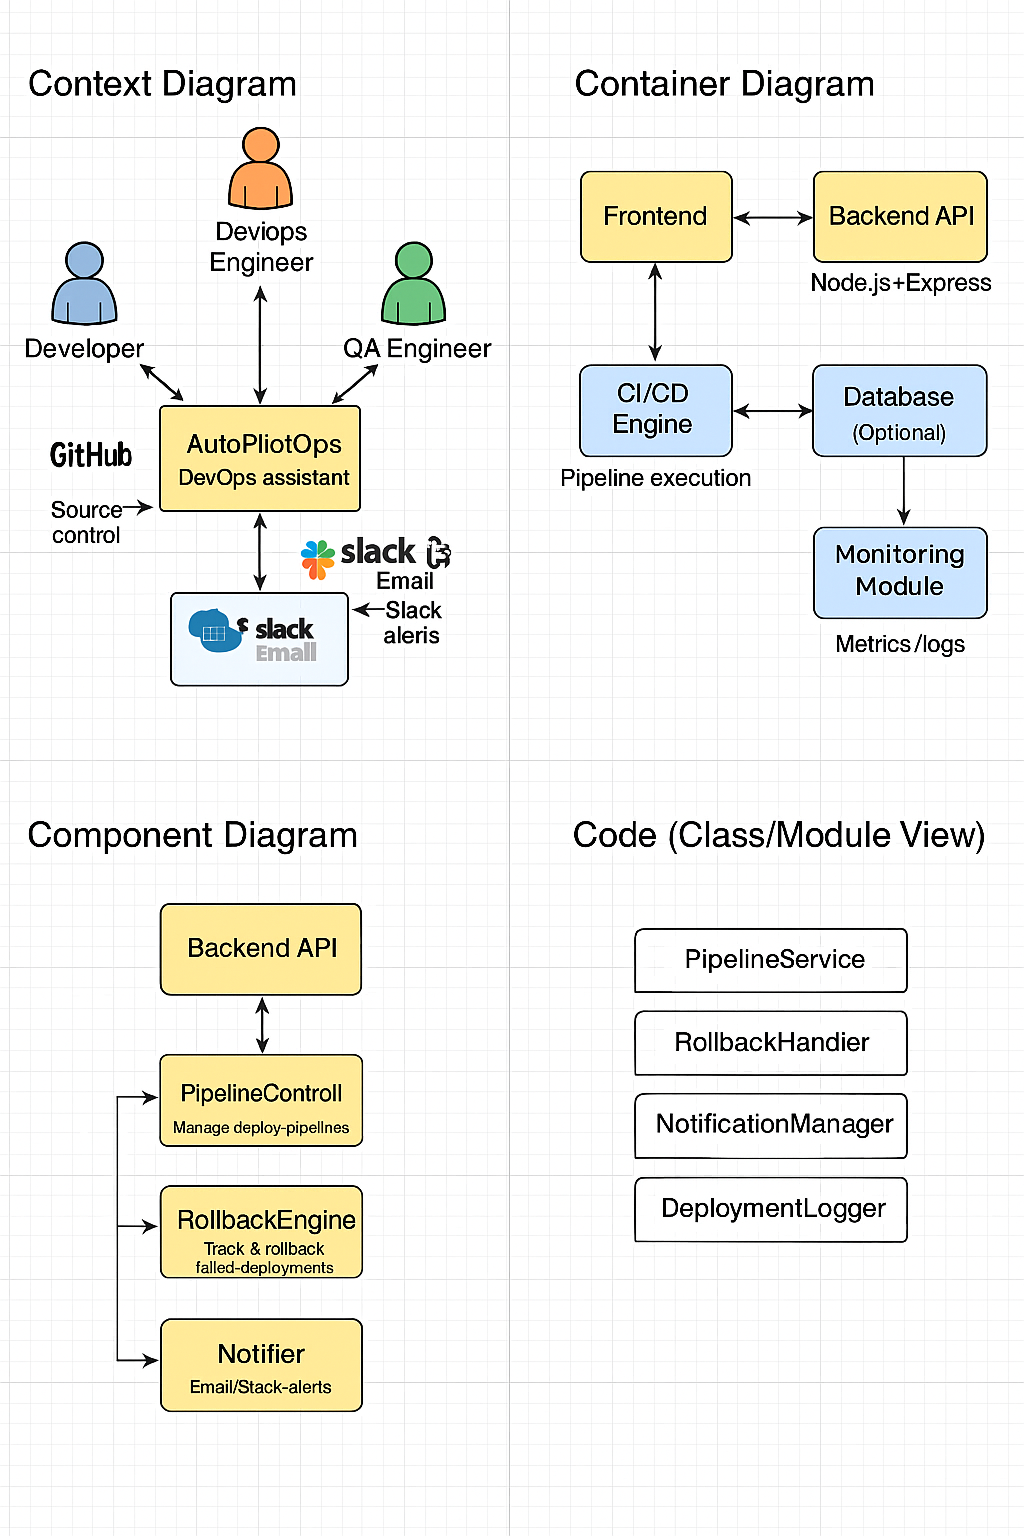 Context Diagram
Deviops
Engineer
Developer
QA Engineer
AutoPliotOps
DevOps assistant
GitHub
Source
control
slack
Email
Slack
aleris
slack
Emall
Container Diagram
Frontend
Backend API
Node.js+Express
CI/CD
Engine
Pipeline execution
Database
(Optional)
Monitoring
Module
Metrics/logs
Component Diagram
Backend API
PipelineControll
Manage deploy-pipellnes
RollbackEngine
Track & rollback
falled-deployments
Notifier
Email/Stack-alerts
Code (Class/Module View)
PipelineService
RollbackHandier
NotificationManager
DeploymentLogger